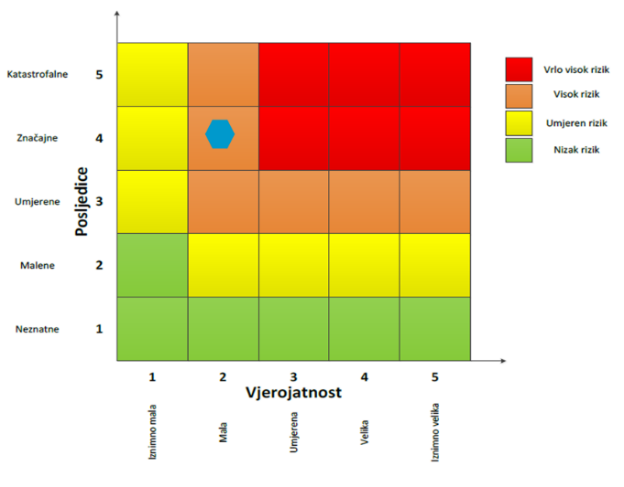 Katastrofalne 5
Značajne 4
Umjerene 3
Malene 2
Neznatne 1
Posljedice
1 2 3 4 5
Vjerojatnost
Iznimno mala
Mala
Umjerena
Velika
Iznimno velika
Vrlo visok rizik
Visok rizik
Umjeren rizik
Nizak rizik